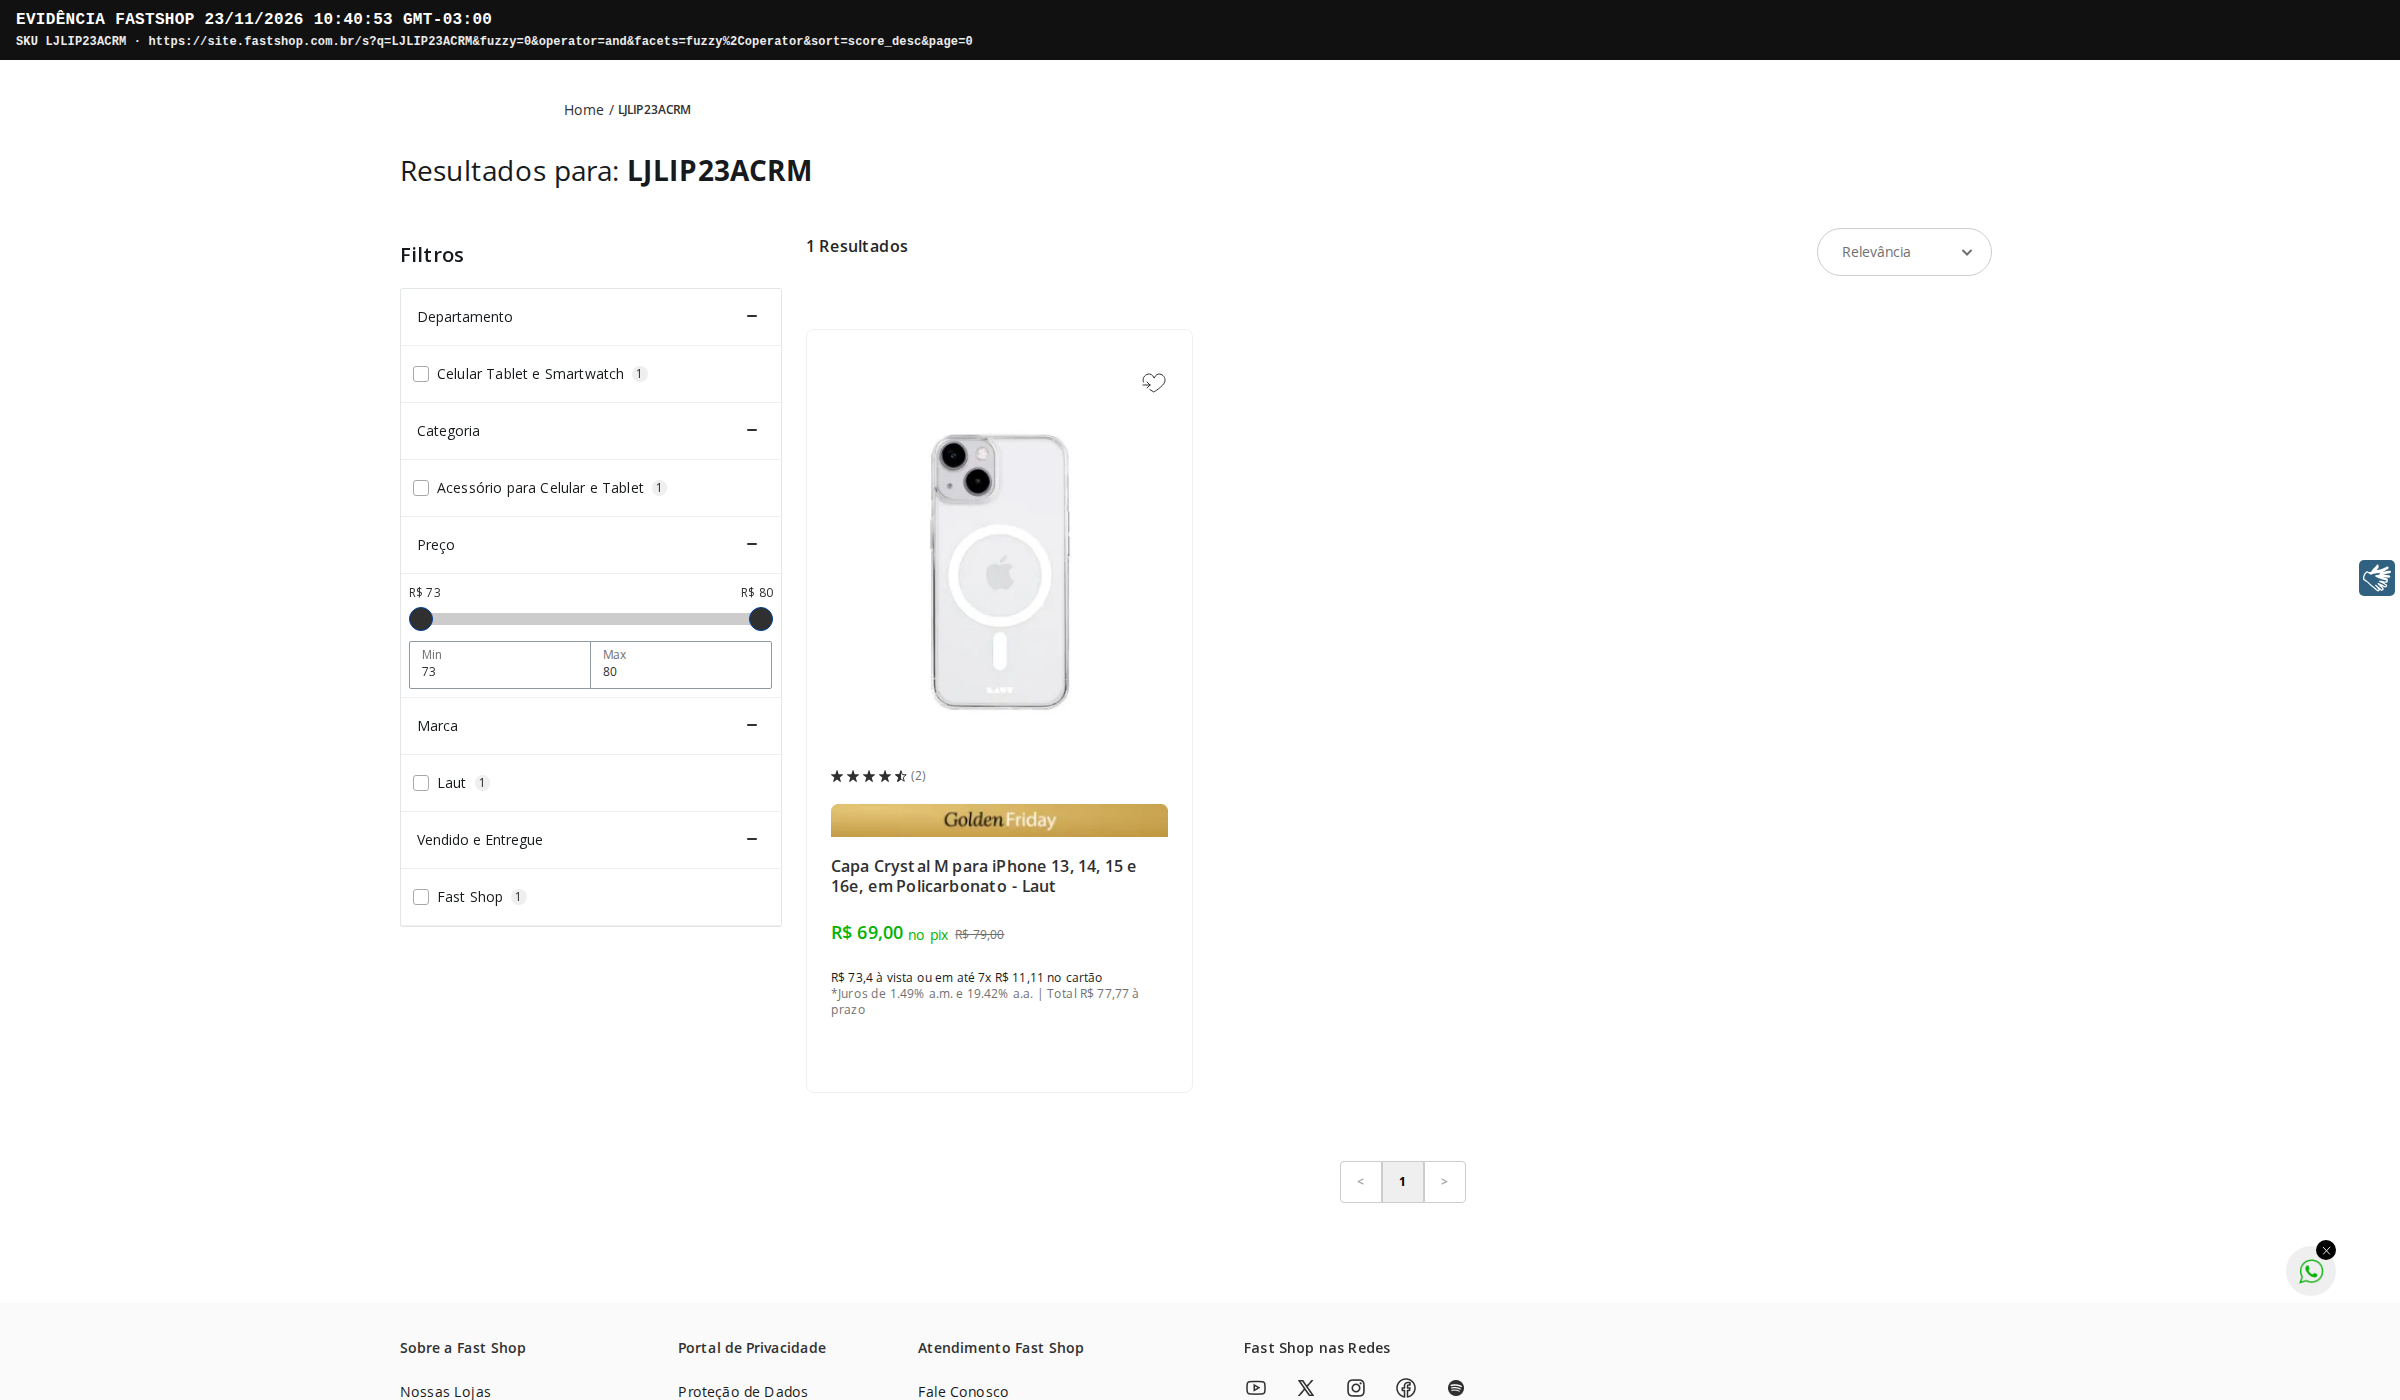 EVIDÊNCIA FASTSHOP 23/11/2026 10:40:53 GMT-03:00
SKU LJLIP23ACRM · https://site.fastshop.com.br/s?q=LJLIP23ACRM&fuzzy=0&operator=and&facets=fuzzy%2Coperator&sort=score_desc&page=0
Home / LJLIP23ACRM
Resultados para: LJLIP23ACRM
Filtros
Departamento
Celular Tablet e Smartwatch 1
Categoria
Acessório para Celular e Tablet 1
Preço
R$ 73 R$ 80
Min Max
73 80
Marca
Laut 1
Vendido e Entregue
Fast Shop 1
1 Resultados
Relevância
LAUT
(2)
Golden Friday
Capa Crystal M para iPhone 13, 14, 15 e
16e, em Policarbonato - Laut
R$ 69,00 no pix R$ 79,00
R$ 73,4 à vista ou em até 7x R$ 11,11 no cartão
*Juros de 1.49% a.m. e 19.42% a.a. | Total R$ 77,77 à
prazo
< 1 >
Sobre a Fast Shop
Nossas Lojas
Portal de Privacidade
Proteção de Dados
Atendimento Fast Shop
Fale Conosco
Fast Shop nas Redes